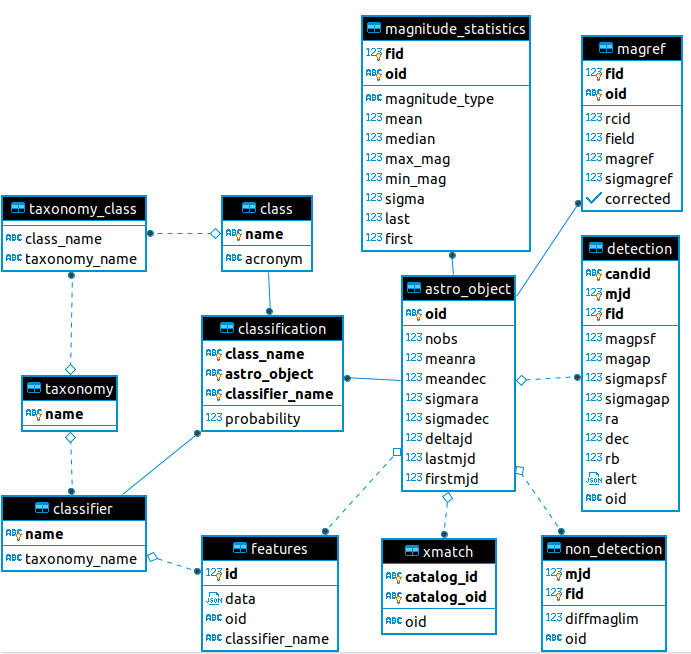 magnitude_statistics
123 fid
ABC oid
ABC magnitude_type
123 mean
123 median
123 max_mag
123 min_mag
123 sigma
123 last
123 first
magref
123 fid
ABC oid
123 rcid
123 field
123 magref
123 sigmagref
corrected
taxonomy_class
ABC class_name
ABC taxonomy_name
class
ABC name
ABC acronym
detection
ABC candid
123 mjd
123 fid
123 magpsf
123 magap
123 sigmapsf
123 sigmagap
123 ra
123 dec
123 rb
JSON alert
ABC oid
astro_object
ABC oid
123 nobs
123 meanra
123 meandec
123 sigmara
123 sigmadec
123 deltajd
123 lastmjd
123 firstmjd
classification
ABC class_name
ABC astro_object
ABC classifier_name
123 probability
taxonomy
ABC name
classifier
ABC name
ABC taxonomy_name
features
123 id
JSON data
ABC oid
ABC classifier_name
xmatch
ABC catalog_id
ABC catalog_oid
ABC oid
non_detection
123 mjd
123 fid
123 diffmaglim
ABC oid